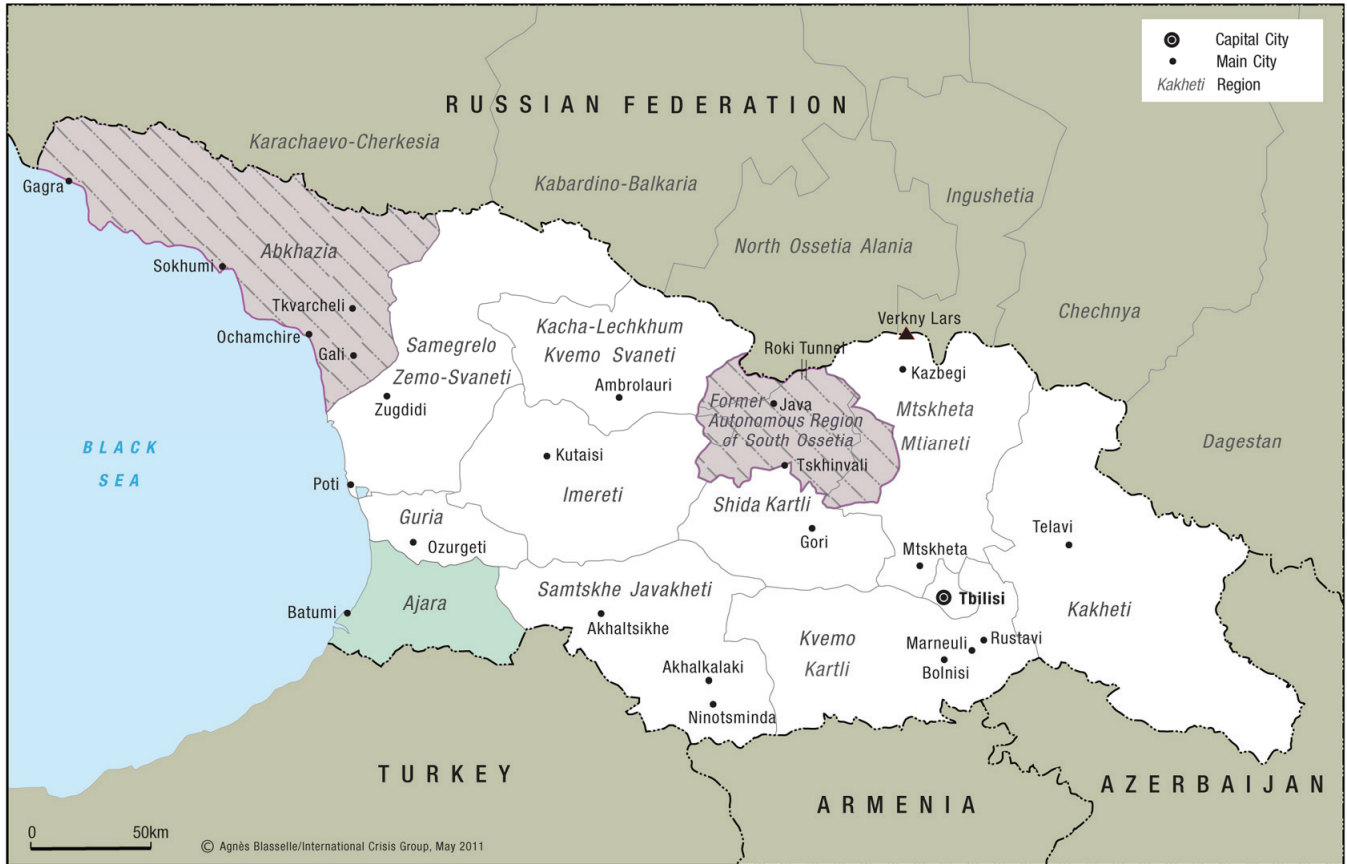 Capital City
Main City
Kakheti Region
RUSSIAN FEDERATION
Karachaevo-Cherkesia
Kabardino-Balkaria
Ingushetia
North Ossetia Alania
Chechnya
Dagestan
Gagra
Abkhazia
Sokhumi
Tkvarcheli
Ochamchire
Gali
Samegrelo
Zemo-Svaneti
Zugdidi
Kacha-Lechkhum
Kvemo Svaneti
Ambrolauri
Verkny Lars
Roki Tunnel
Kazbegi
Former
Autonomous Region
of South Ossetia
Java
Tskhinvali
Mtskheta
Mtianeti
BLACK
SEA
Poti
Kutaisi
Imereti
Shida Kartli
Gori
Guria
Ozurgeti
Mtskheta
Telavi
Tbilisi
Kakheti
Batumi
Ajara
Samtskhe Javakheti
Akhaltsikhe
Kvemo
Kartli
Marneuli
Rustavi
Bolnisi
Akhalkalaki
Ninotsminda
TURKEY
ARMENIA
AZERBAIJAN
0 50km
© Agnès Blasselle/International Crisis Group, May 2011